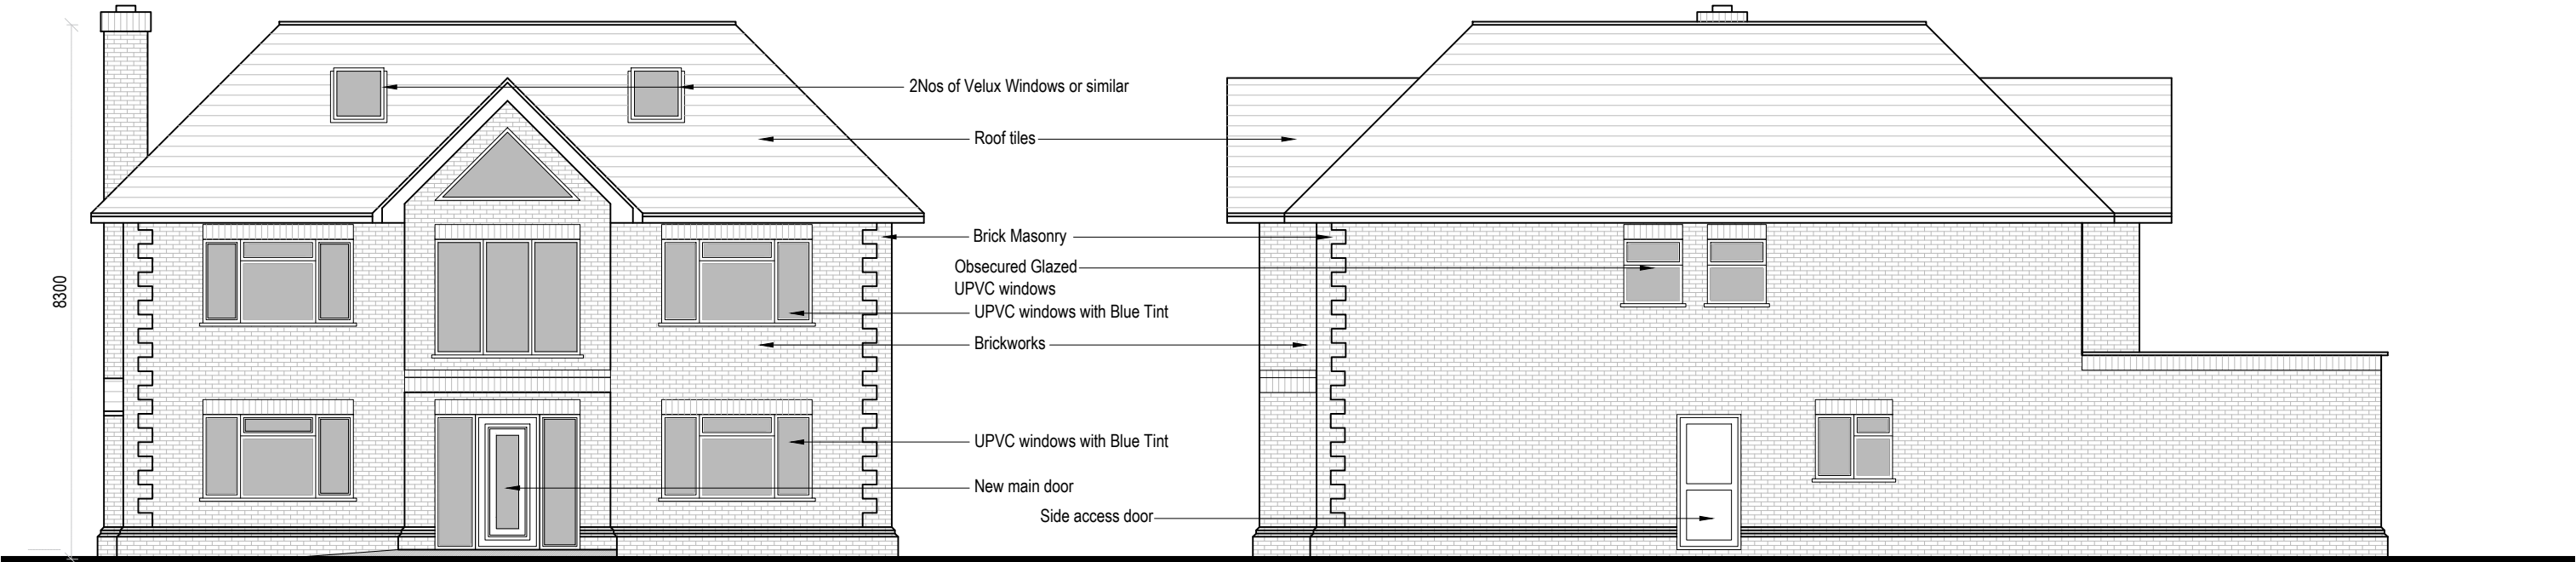 2Nos of Velux Windows or similar
Roof tiles
Brick Masonry
Obsecured Glazed
UPVC windows
8300
UPVC windows with Blue Tint
Brickworks
UPVC windows with Blue Tint
New main door
Side access door